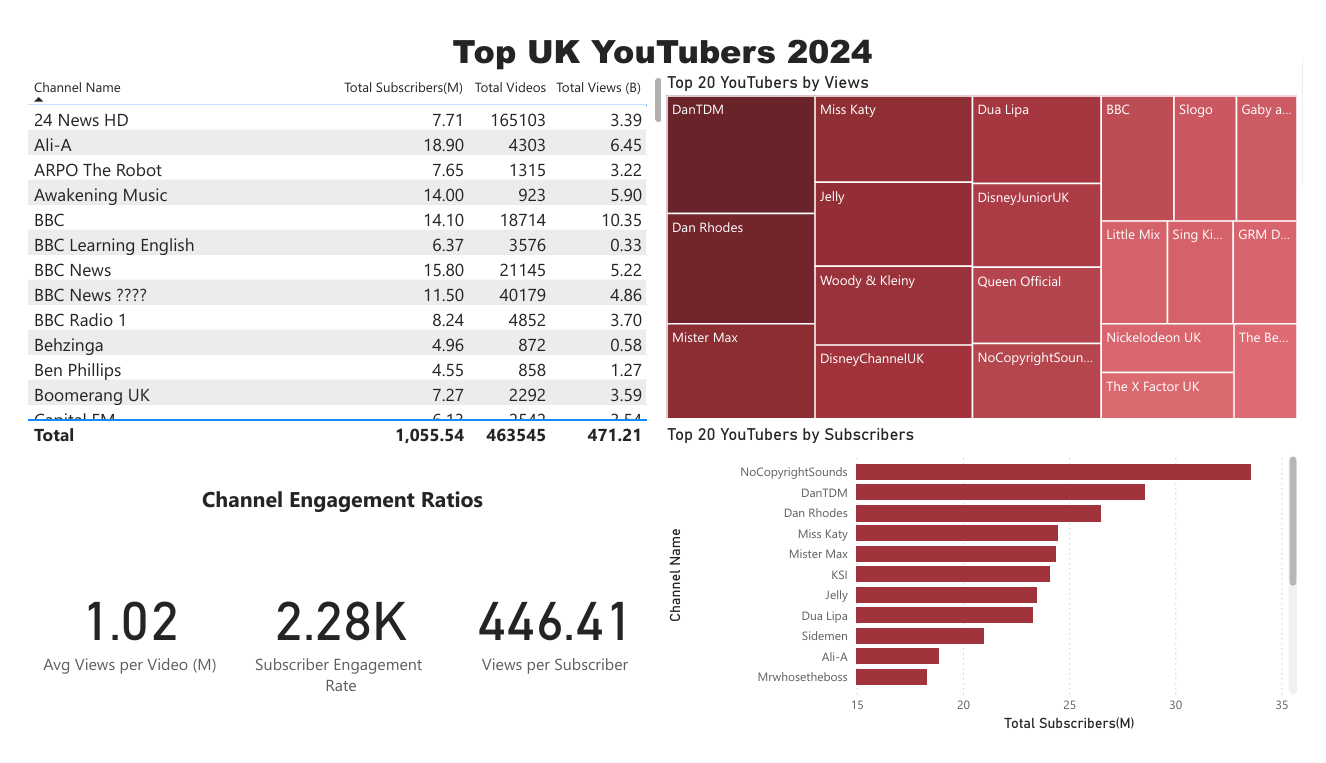 Top UK YouTubers 2024
Channel Name Total Subscribers(M) Total Videos Total Views (B)
24 News HD 7.71 165103 3.39
Ali-A 18.90 4303 6.45
ARPO The Robot 7.65 1315 3.22
Awakening Music 14.00 923 5.90
BBC 14.10 18714 10.35
BBC Learning English 6.37 3576 0.33
BBC News 15.80 21145 5.22
BBC News ???? 11.50 40179 4.86
BBC Radio 1 8.24 4852 3.70
Behzinga 4.96 872 0.58
Ben Phillips 4.55 858 1.27
Boomerang UK 7.27 2292 3.59
Capital FM
Total 1,055.54 463545 471.21
Top 20 YouTubers by Views
DanTDM
Dan Rhodes
Mister Max
Miss Katy
Jelly
Woody & Kleiny
DisneyChannelUK
Dua Lipa
DisneyJuniorUK
Queen Official
NoCopyrightSoun...
BBC
Slogo
Gaby a...
Little Mix
Sing Ki...
GRM D...
Nickelodeon UK
The X Factor UK
The Be...
Channel Engagement Ratios
1.02
Avg Views per Video (M)
2.28K
Subscriber Engagement
Rate
446.41
Views per Subscriber
Top 20 YouTubers by Subscribers
Channel Name
NoCopyrightSounds
DanTDM
Dan Rhodes
Miss Katy
Mister Max
KSI
Jelly
Dua Lipa
Sidemen
Ali-A
Mrwhosetheboss
15 20 25 30 35
Total Subscribers(M)